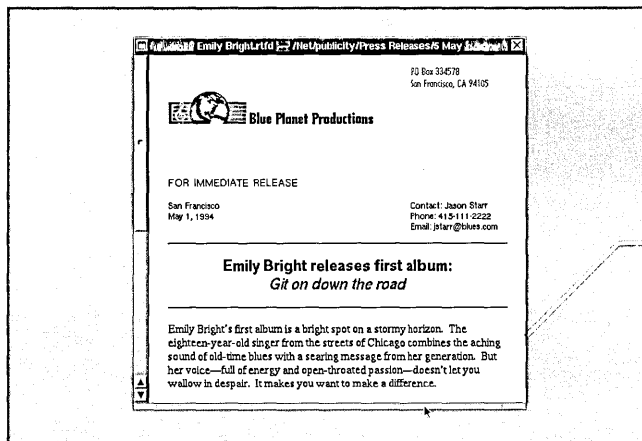 Emily Bright.rtfd /Net/publicity/Press Releases/5 May
PO Box 334578
San Francisco, CA 94105
Blue Planet Productions
FOR IMMEDIATE RELEASE
San Francisco
May 1, 1994
Contact: Jason Starr
Phone: 415-111-2222
Email: jstarr@blues.com
Emily Bright releases first album:
Git on down the road
Emily Bright's first album is a bright spot on a stormy horizon. The
eighteen-year-old singer from the streets of Chicago combines the aching
sound of old-time blues with a searing message from her generation. But
her voice—full of energy and open-throated passion—doesn't let you
wallow in despair. It makes you want to make a difference.